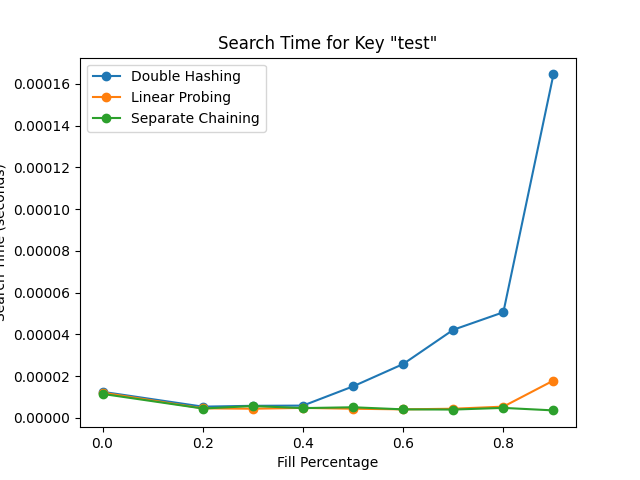 Search Time for Key "test"
Double Hashing
Linear Probing
Separate Chaining
0.00016
0.00014
0.00012
0.00010
0.00008
0.00006
0.00004
0.00002
0.00000
Search Time (seconds)
0.0 0.2 0.4 0.6 0.8
Fill Percentage